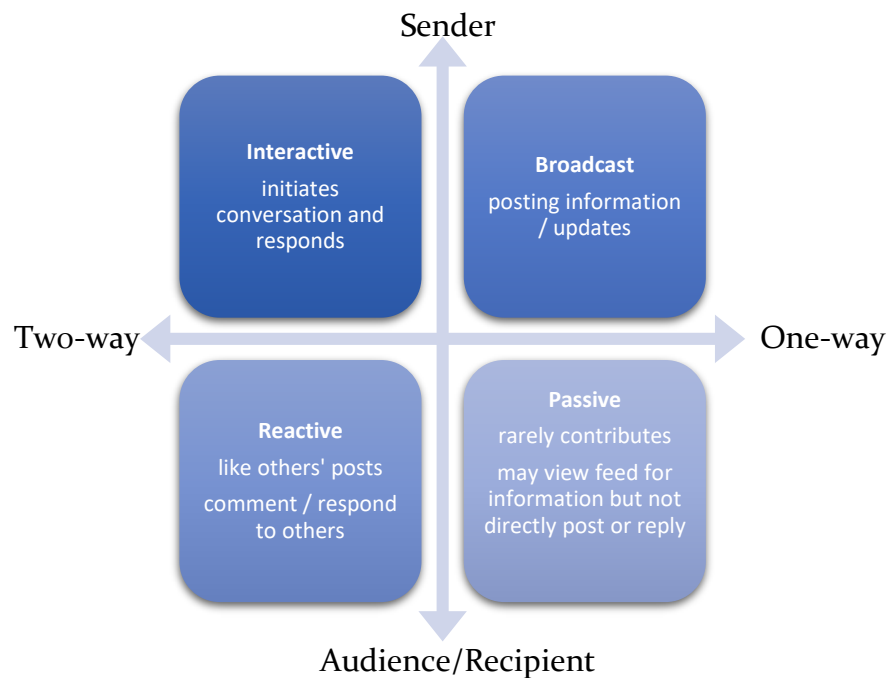 Sender
Interactive
initiates
conversation and
responds
Broadcast
posting information
/ updates
Two-way
One-way
Reactive
like others' posts
comment / respond
to others
Passive
rarely contributes
may view feed for
information but not
directly post or reply
Audience/Recipient